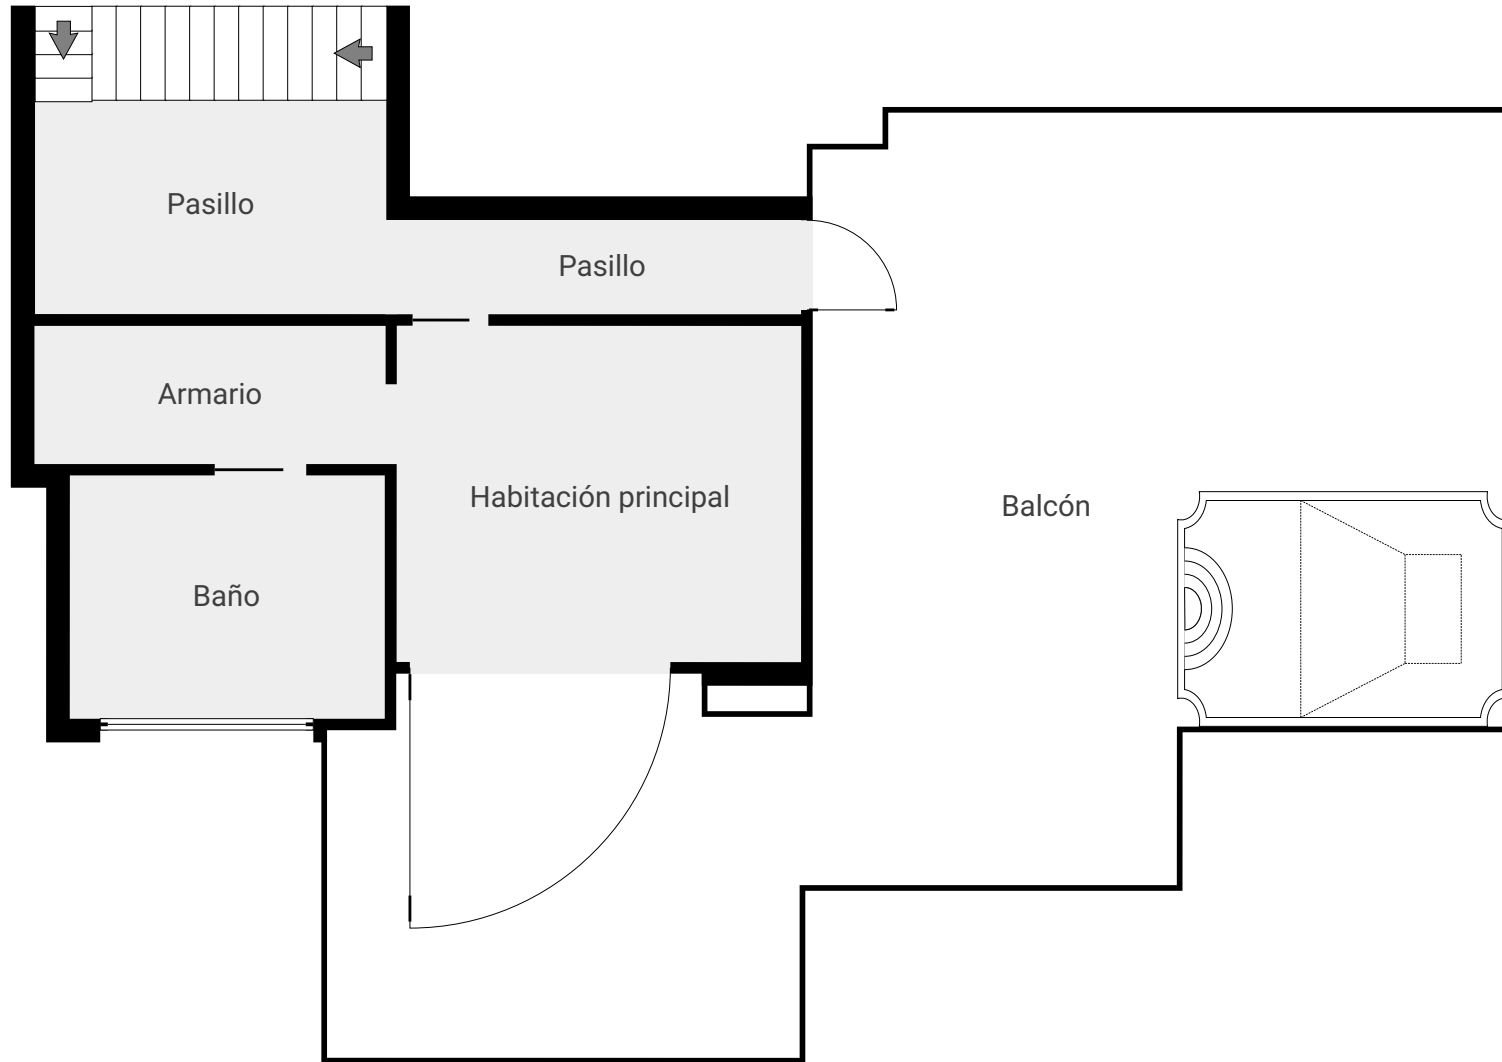 Pasillo
Pasillo
Armario
Habitación principal
Balcón
Baño